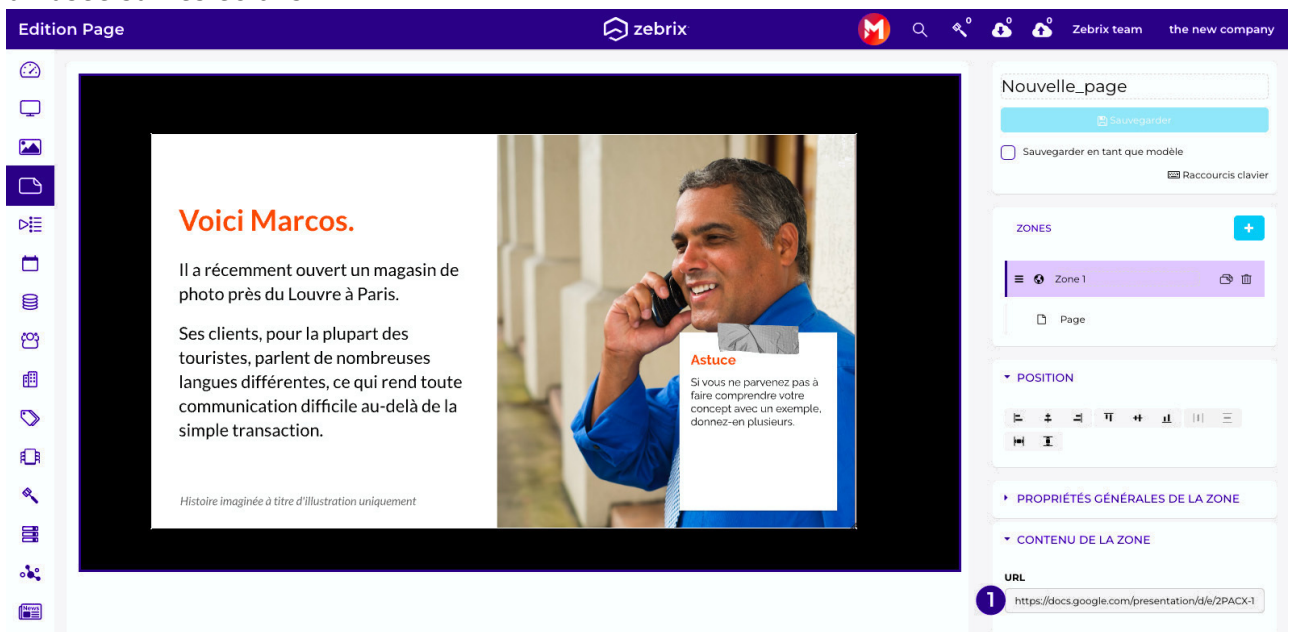 Edition Page
zebrix
M
0
0
0
Zebrix team
the new company
Nouvelle_page
Sauvegarder
Sauvegarder en tant que modèle
Raccourcis clavier
ZONES
+
Zone 1
Page
POSITION
PROPRIÉTÉS GÉNÉRALES DE LA ZONE
CONTENU DE LA ZONE
URL
1
https://docs.google.com/presentation/d/e/2PACX-1
Voici Marcos.
Il a récemment ouvert un magasin de
photo près du Louvre à Paris.
Ses clients, pour la plupart des
touristes, parlent de nombreuses
langues différentes, ce qui rend toute
communication difficile au-delà de la
simple transaction.
Histoire imaginée à titre d'illustration uniquement
Astuce
Si vous ne parvenez pas à
faire comprendre votre
concept avec un exemple,
donnez-en plusieurs.
News